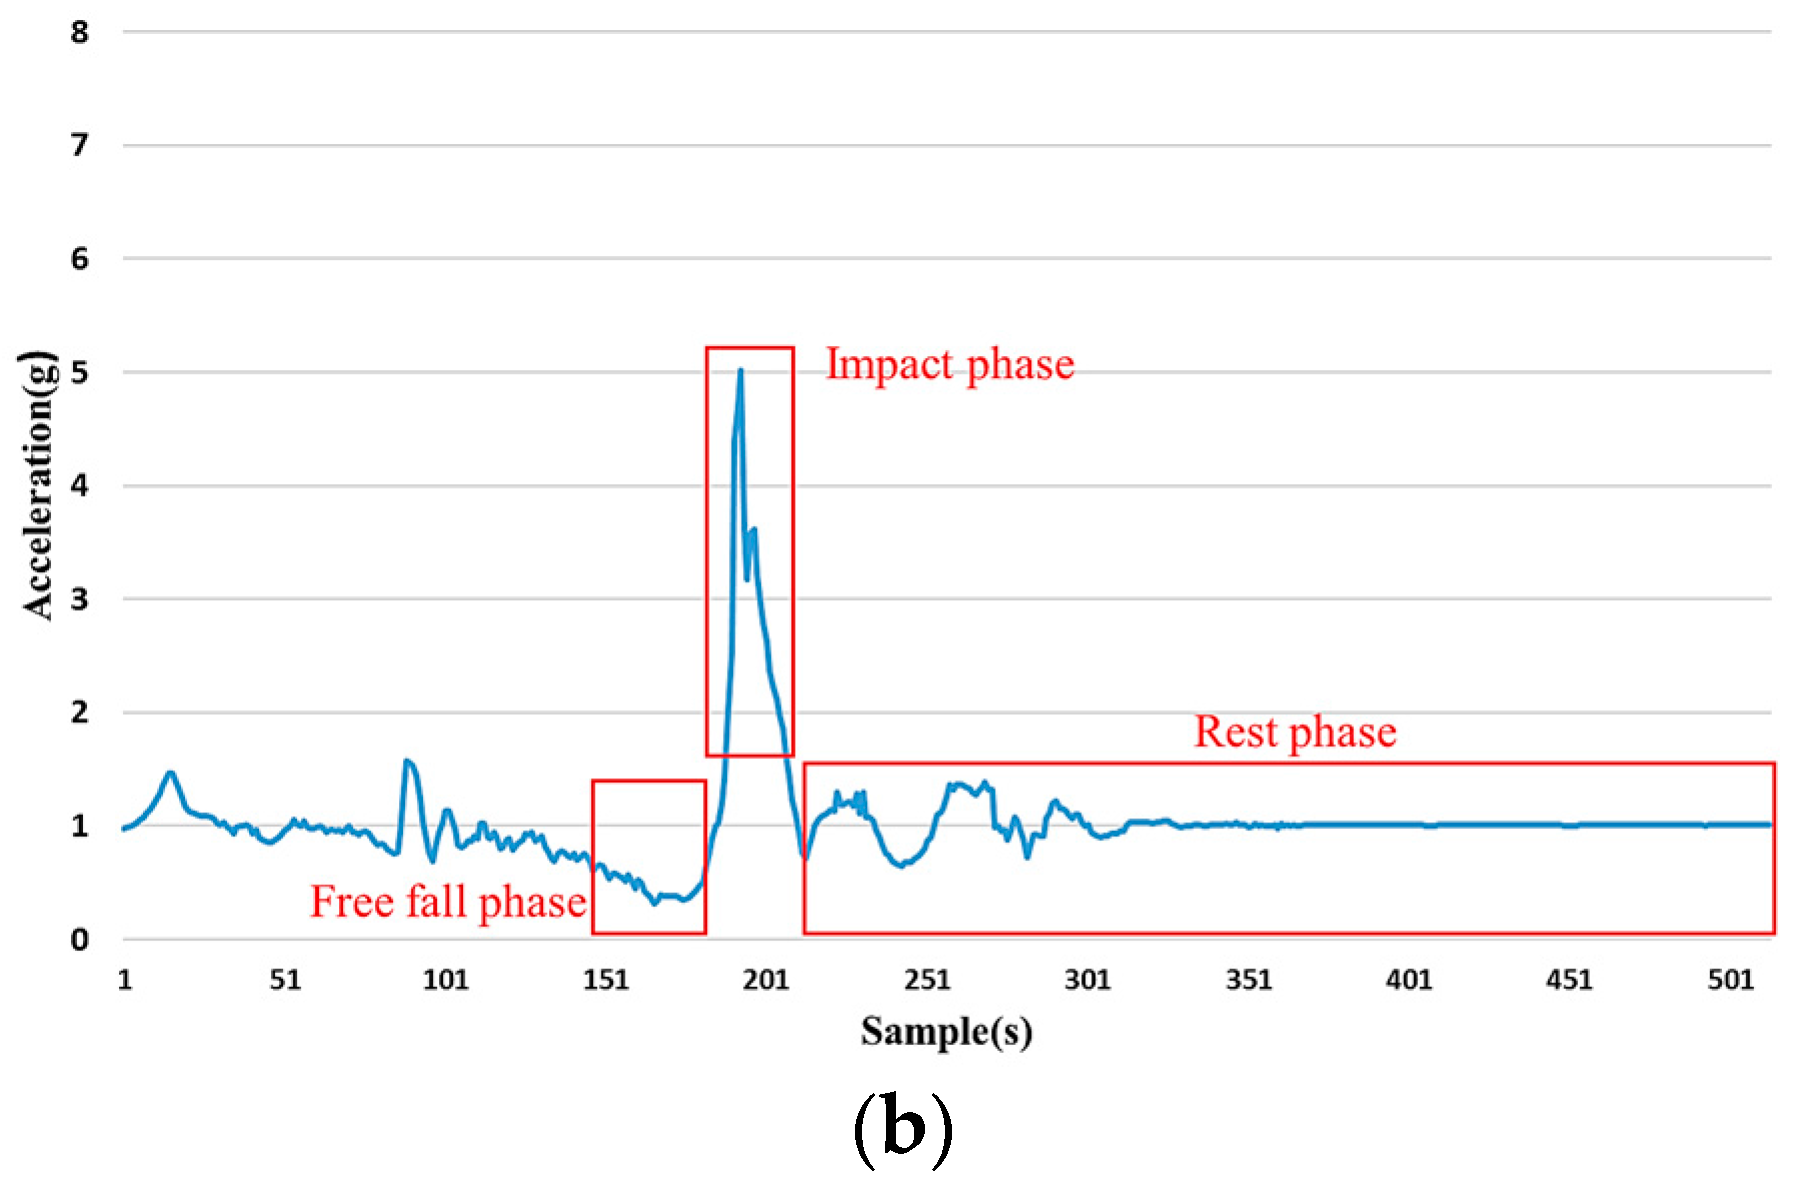 8
7
6
5
4
3
2
1
0
Acceleration(g)
Impact phase
Rest phase
Free fall phase
1 51 101 151 201 251 301 351 401 451 501
Sample(s)
(b)